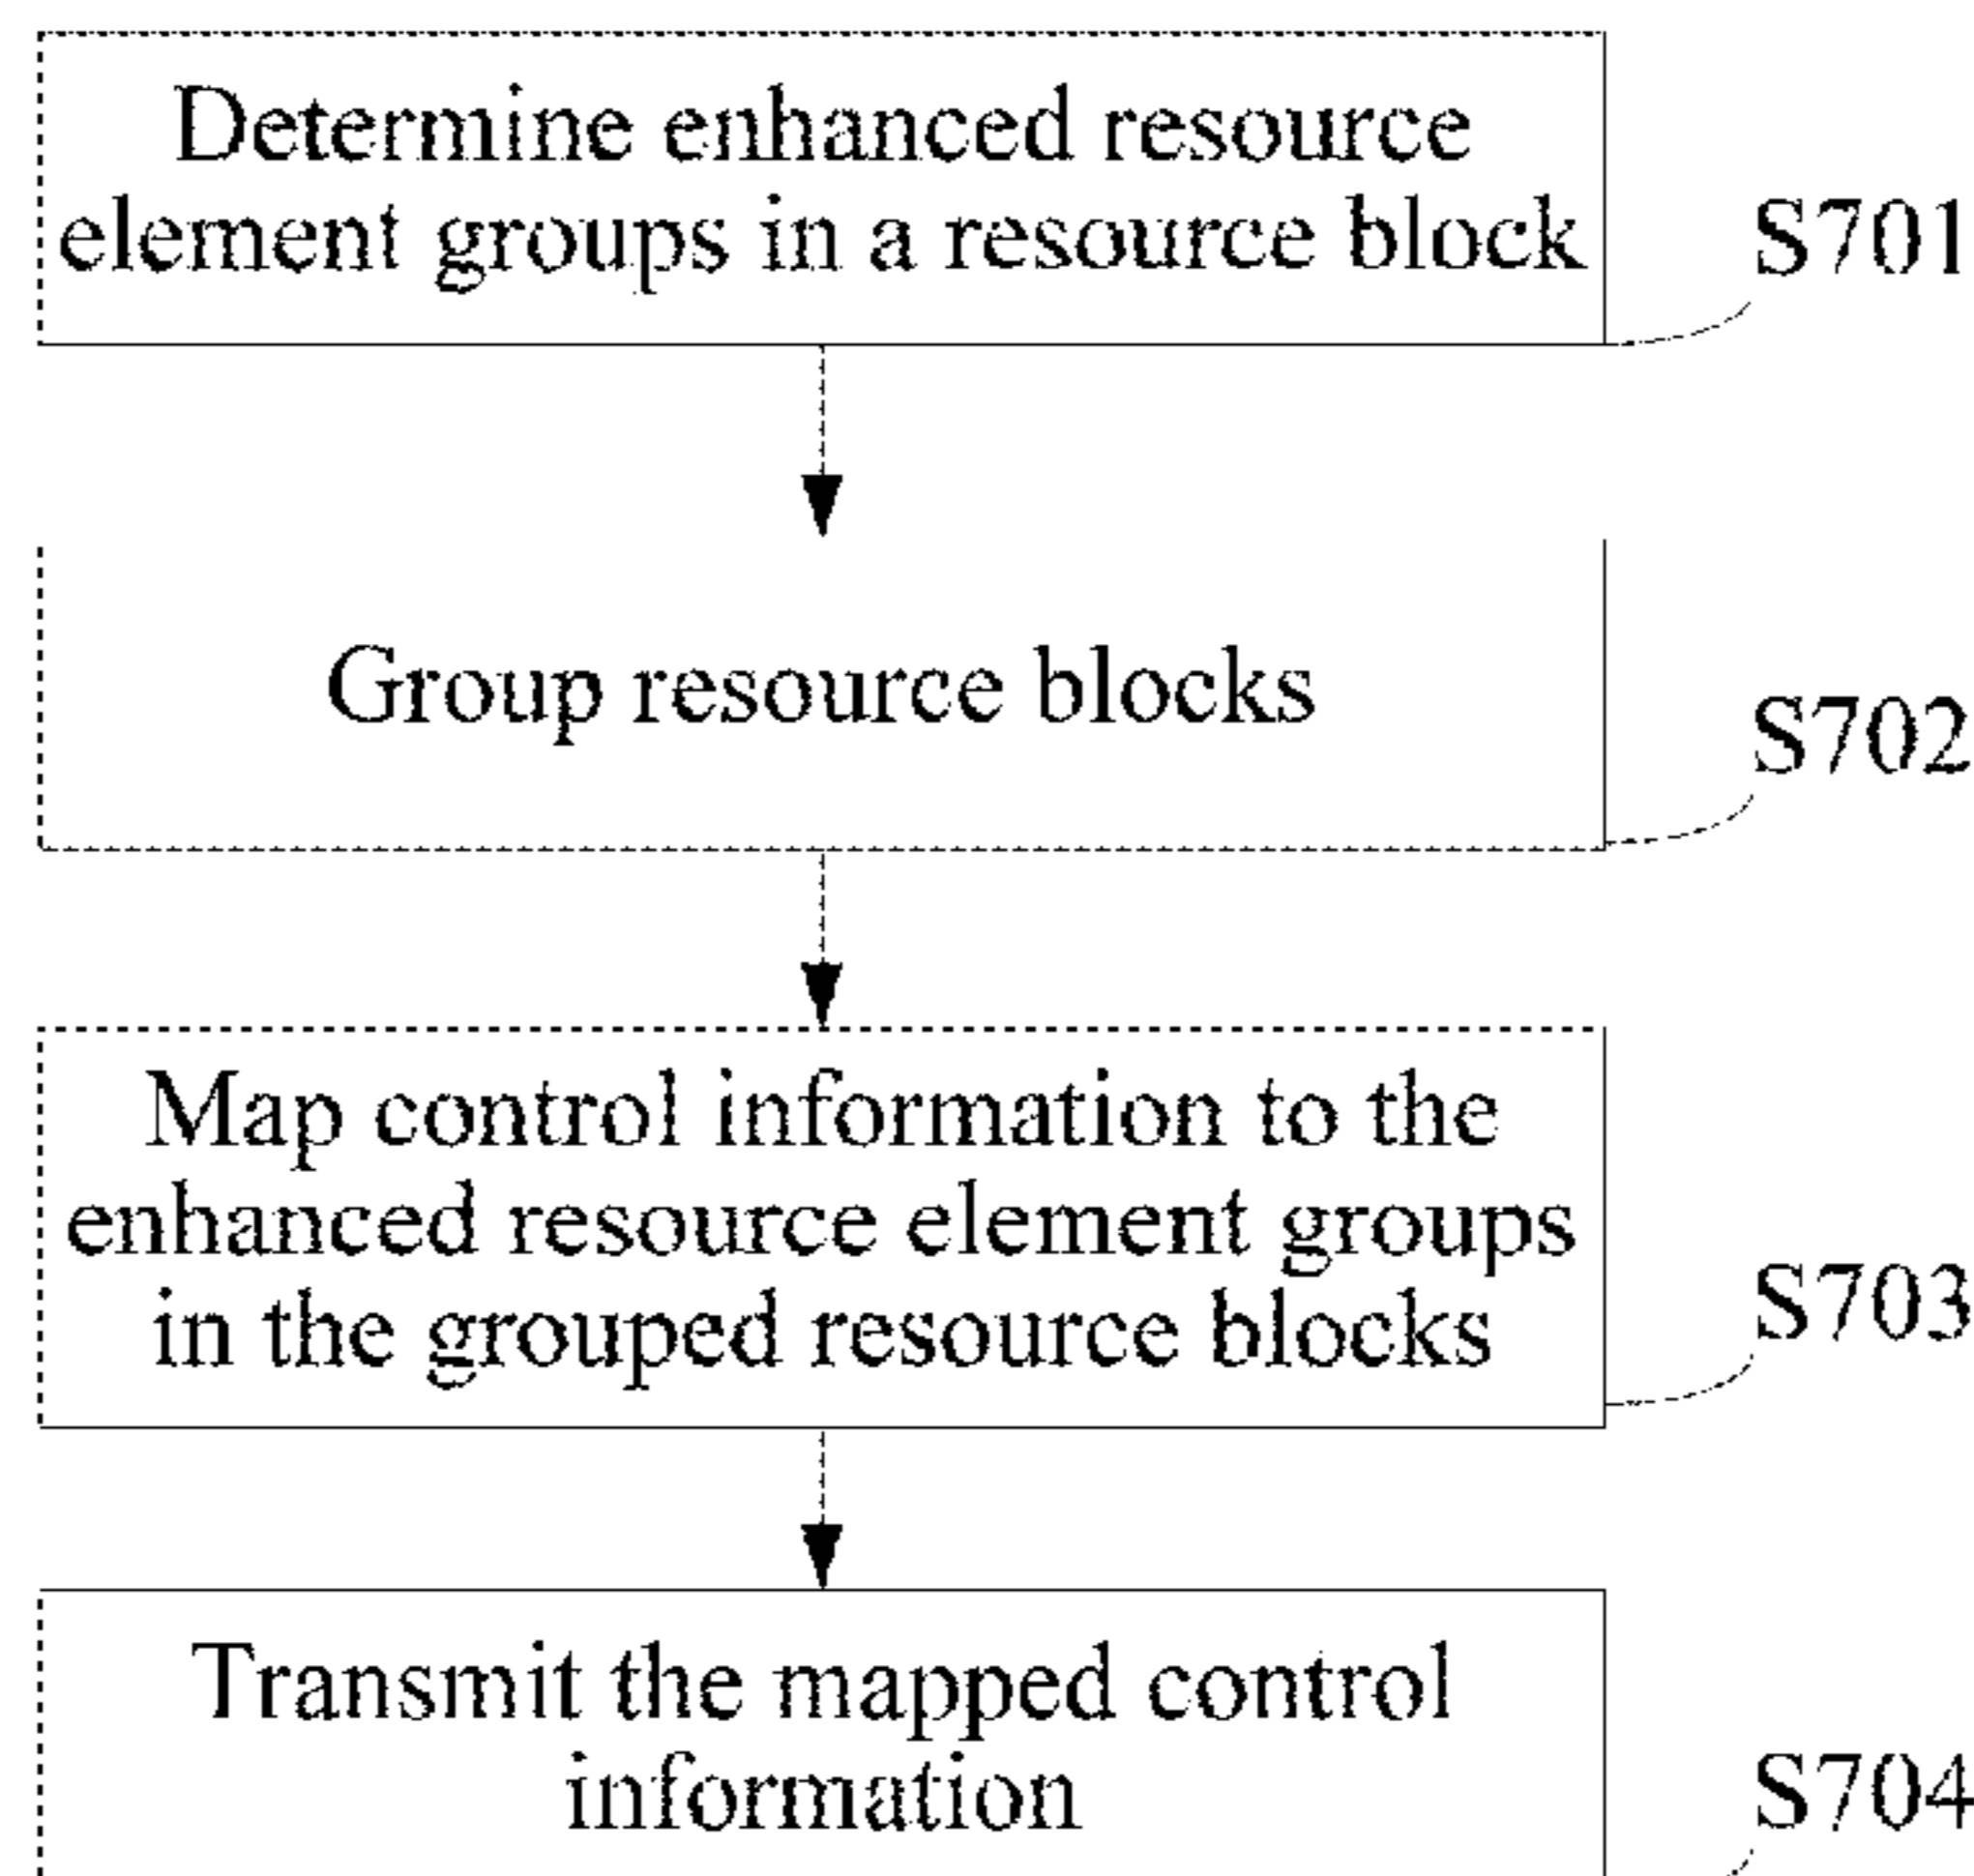 Determine enhanced resource
element groups in a resource block
S701
Group resource blocks
S702
Map control information to the
enhanced resource element groups
in the grouped resource blocks
S703
Transmit the mapped control
information
S704